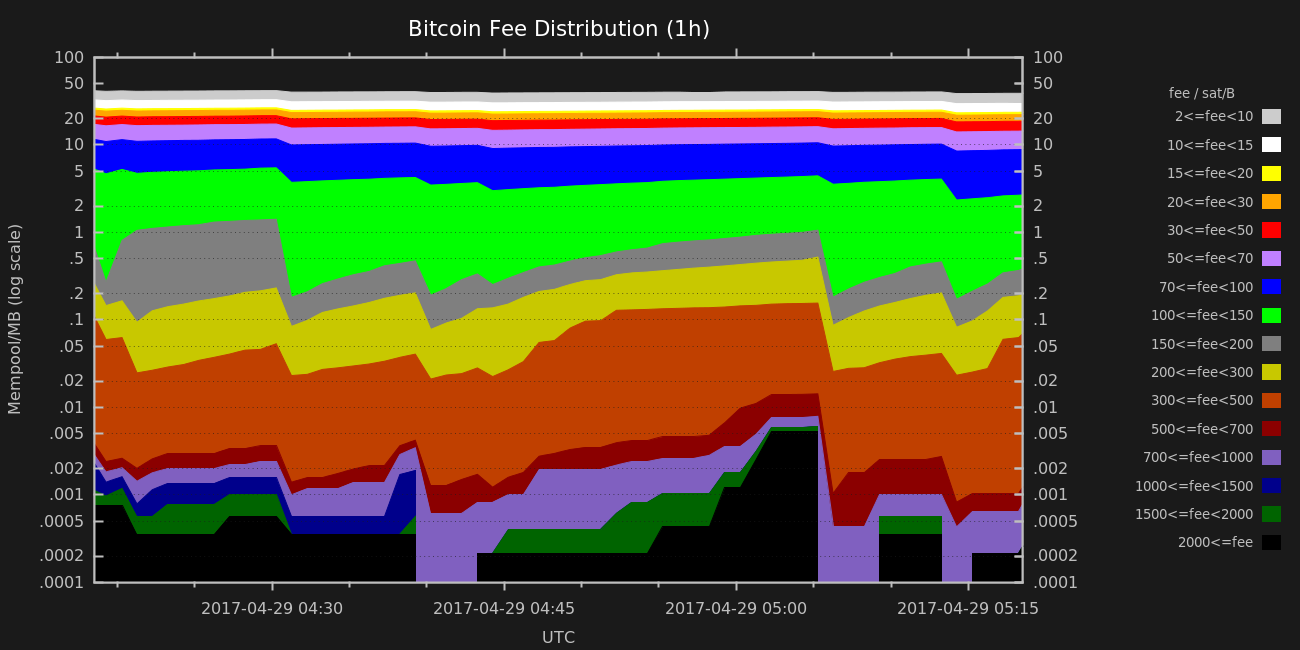 Bitcoin Fee Distribution (1h)
100 100
50 50
20 20
10 10
5 5
2 2
1 1
.5 .5
.2 .2
.1 .1
.05 .05
.02 .02
.01 .01
.005 .005
.002 .002
.001 .001
.0005 .0005
.0002 .0002
.0001 .0001
Mempool/MB (log scale)
2017-04-29 04:30 2017-04-29 04:45 2017-04-29 05:00 2017-04-29 05:15
UTC
fee / sat/B
2<=fee<10
10<=fee<15
15<=fee<20
20<=fee<30
30<=fee<50
50<=fee<70
70<=fee<100
100<=fee<150
150<=fee<200
200<=fee<300
300<=fee<500
500<=fee<700
700<=fee<1000
1000<=fee<1500
1500<=fee<2000
2000<=fee